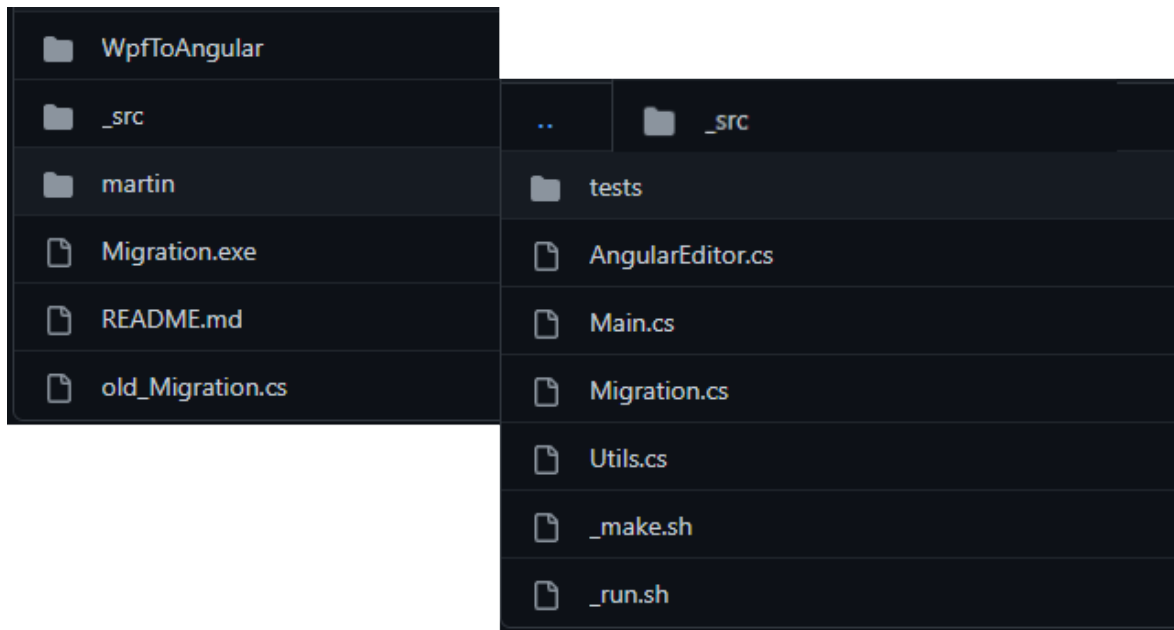 WpfToAngular
_src
martin
Migration.exe
README.md
old_Migration.cs
.. _src
tests
AngularEditor.cs
Main.cs
Migration.cs
Utils.cs
_make.sh
_run.sh